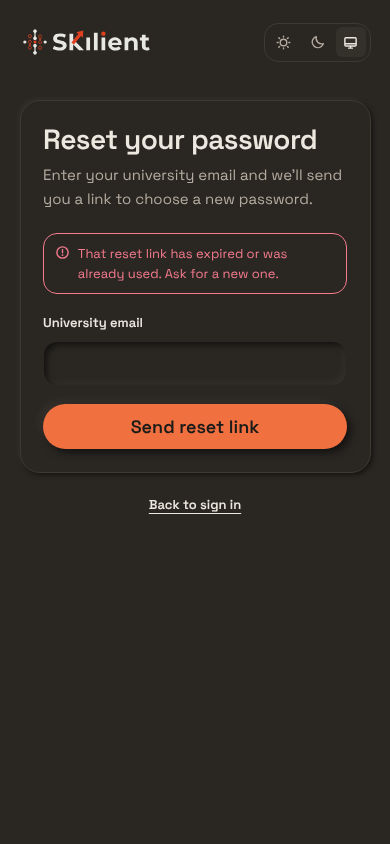 Skilient
Reset your password
Enter your university email and we'll send
you a link to choose a new password.
That reset link has expired or was
already used. Ask for a new one.
University email
Send reset link
Back to sign in